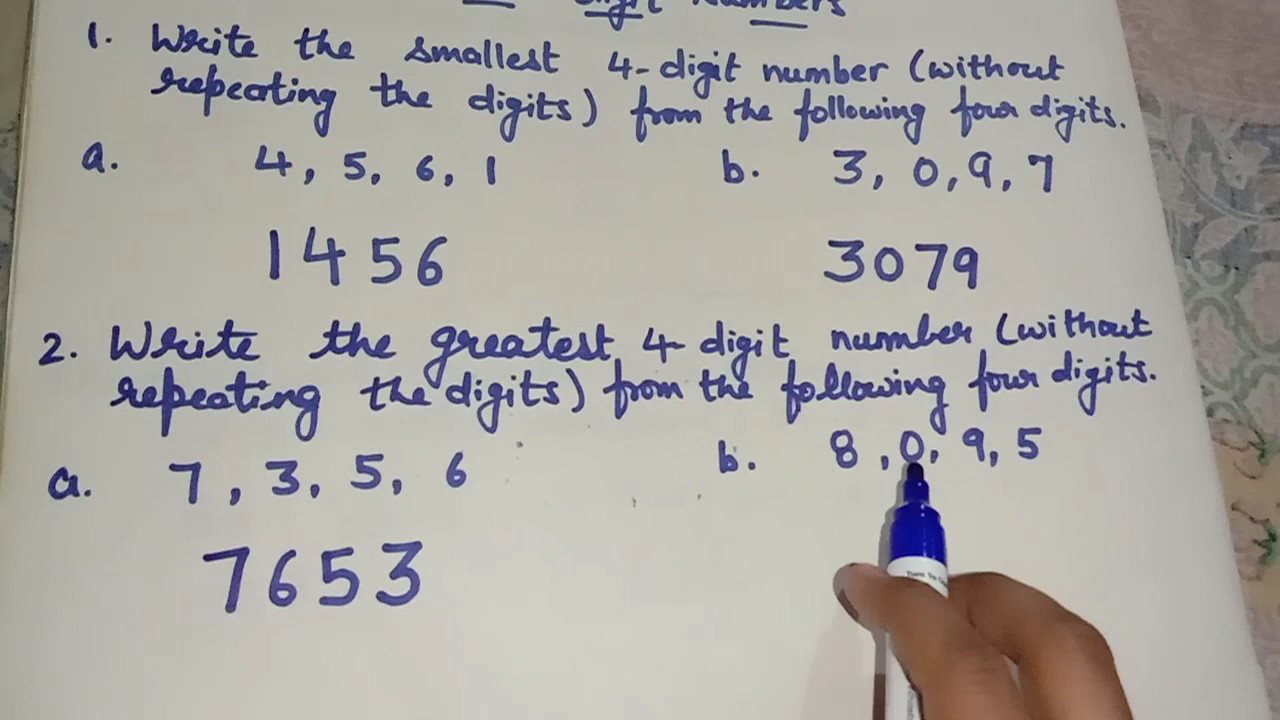 Digit Numbers
1. Write the smallest 4-digit number (without
repeating the digits) from the following four digits.
a. 4, 5, 6, 1 b. 3, 0, 9, 7
1456 3079
2. Write the greatest 4-digit number (without
repeating the digits) from the following four digits.
a. 7, 3, 5, 6 b. 8, 0, 9, 5
7653